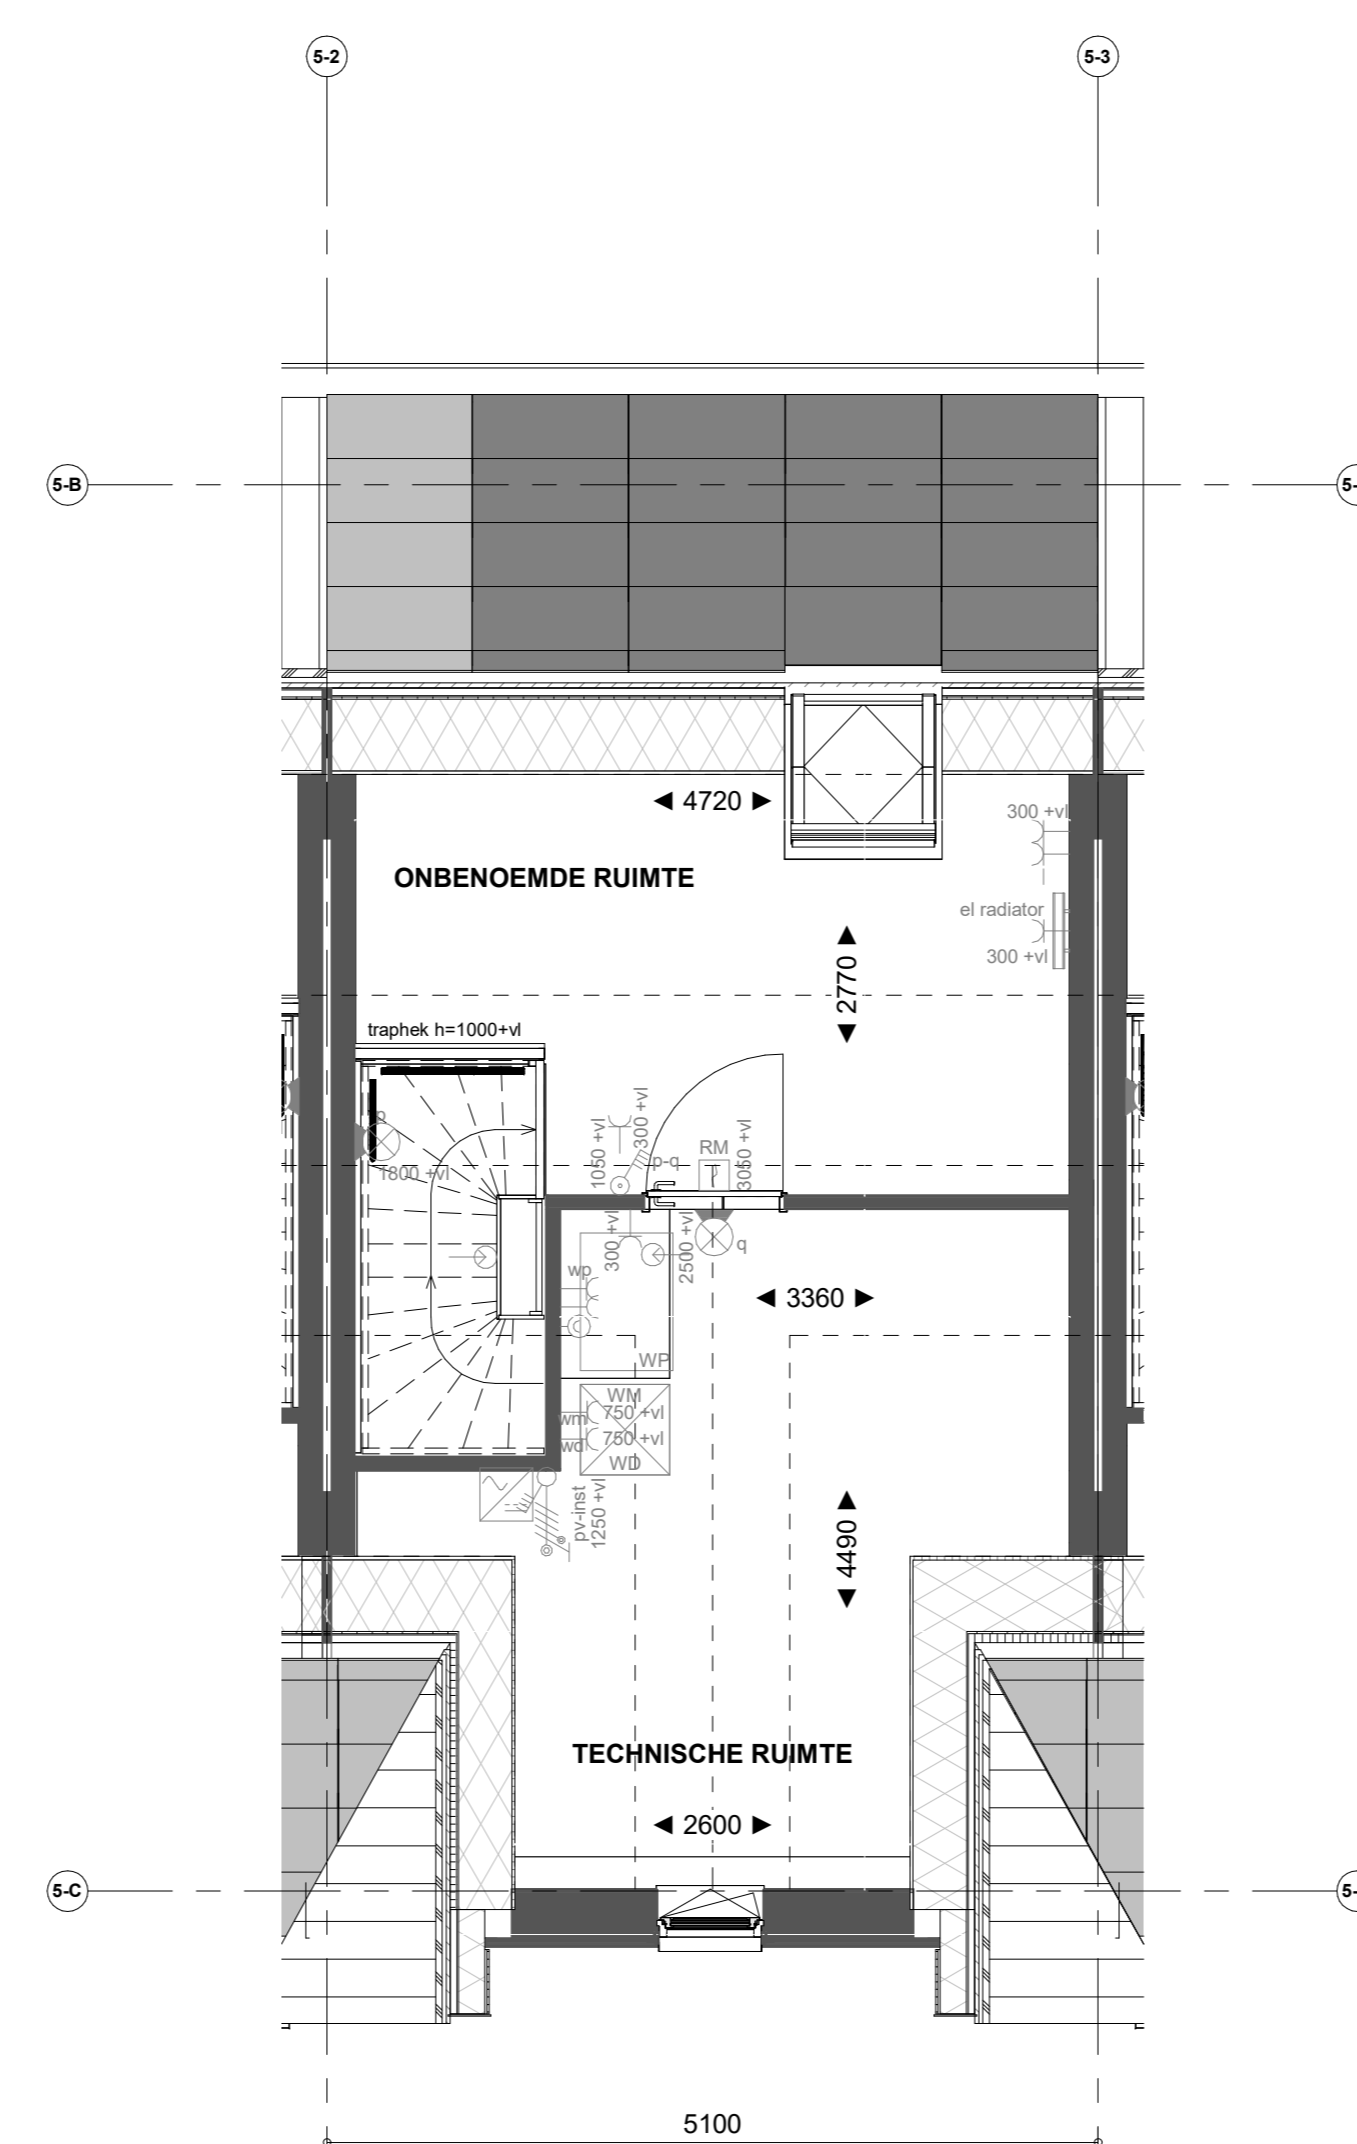 5-2
5-3
5-B
5-
4720
300 +vl
ONBENOEMDE RUIMTE
el radiator
300 +vl
2770
traphek h=1000+vl
p
1800 +vl
1050 +vl
300 +vl
p-q
RM
3050 +vl
300 +vl
2500 +vl
q
wp
3360
WP
WM
wm
750 +vl
wd
750 +vl
WD
pv-inst
1250 +vl
4490
TECHNISCHE RUIMTE
2600
5-C
5-
5100